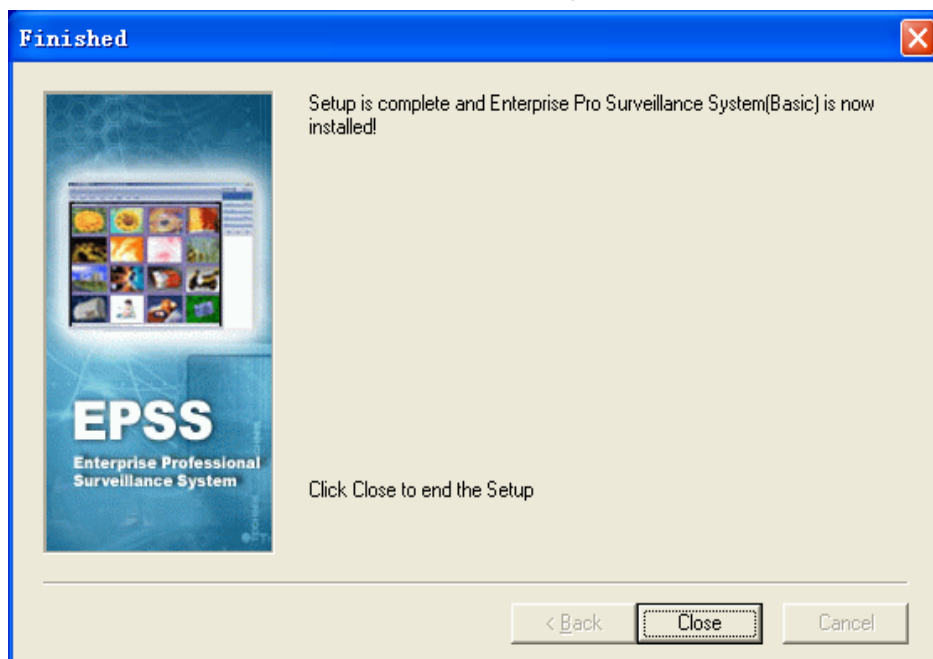 Finished
Setup is complete and Enterprise Pro Surveillance System(Basic) is now
installed!
EPSS
Enterprise Professional
Surveillance System
Click Close to end the Setup
< Back
Close
Cancel